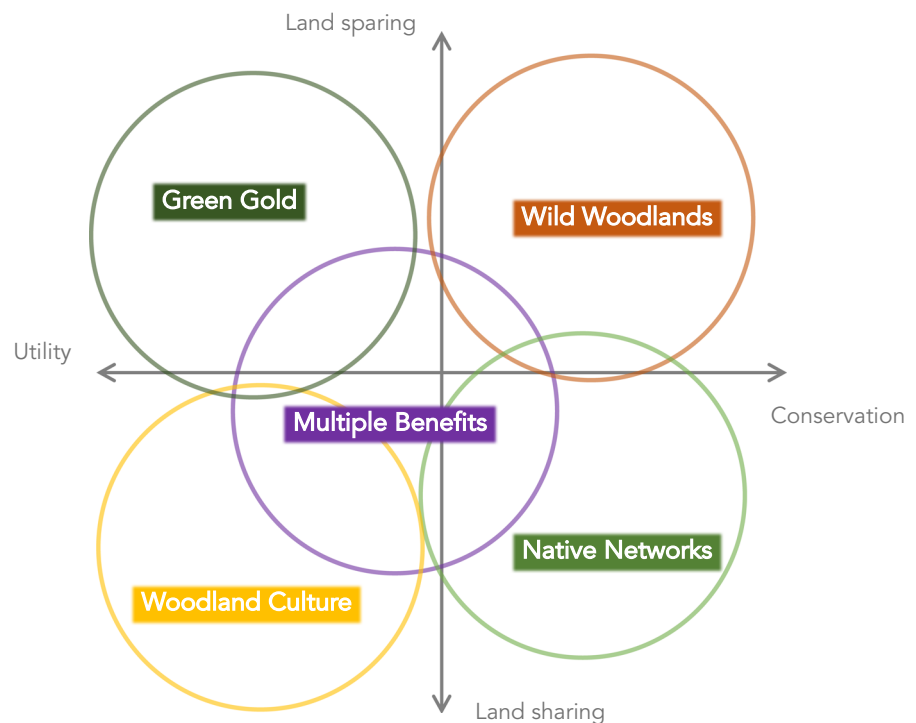 Land sparing
Green Gold
Wild Woodlands
Utility
Conservation
Multiple Benefits
Native Networks
Woodland Culture
Land sharing